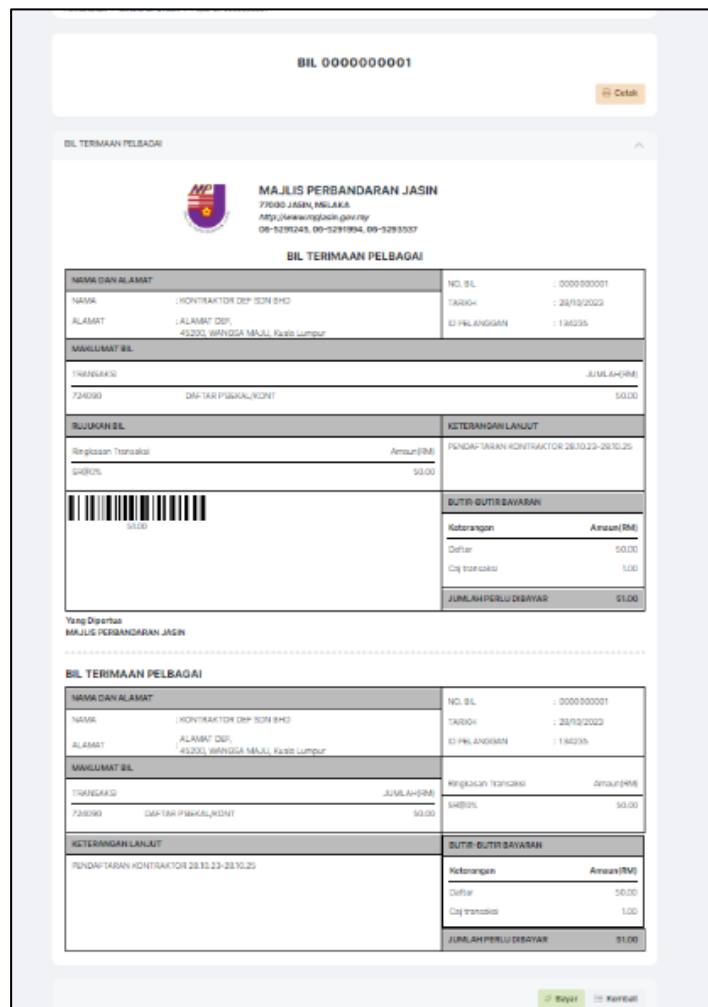 BIL 0000000001
Cetak
BIL TERIMAAN PELBAGAI
MAJLIS PERBANDARAN JASIN
77000 JASIN, MELAKA
http://www.mpjasin.gov.my
06-5291245, 06-5291994, 06-5293537
BIL TERIMAAN PELBAGAI
NAMA DAN ALAMAT
NAMA : KONTRAKTOR DEF SDN BHD
ALAMAT : ALAMAT DEF,
45200, WANGSA MAJU, Kuala Lumpur
NO. BIL : 0000000001
TARIKH : 28/10/2023
ID PELANGGAN : 134235
MAKLUMAT BIL
TRANSAKSI JUMLAH(RM)
724090 DAFTAR P'BEKAL/KONT 50.00
RUJUKAN BIL
Ringkasan Transaksi Amaun(RM)
SR@0% 50.00
KETERANGAN LANJUT
PENDAFTARAN KONTRAKTOR 28.10.23-28.10.25
51.00
BUTIR-BUTIR BAYARAN
Keterangan Amaun(RM)
Daftar 50.00
Caj transaksi 1.00
JUMLAH PERLU DIBAYAR 51.00
Yang Dipertua
MAJLIS PERBANDARAN JASIN
BIL TERIMAAN PELBAGAI
NAMA DAN ALAMAT
NAMA : KONTRAKTOR DEF SDN BHD
ALAMAT : ALAMAT DEF,
45200, WANGSA MAJU, Kuala Lumpur
NO. BIL : 0000000001
TARIKH : 28/10/2023
ID PELANGGAN : 134235
MAKLUMAT BIL
TRANSAKSI JUMLAH(RM)
724090 DAFTAR P'BEKAL/KONT 50.00
Ringkasan Transaksi Amaun(RM)
SR@0% 50.00
KETERANGAN LANJUT
PENDAFTARAN KONTRAKTOR 28.10.23-28.10.25
BUTIR-BUTIR BAYARAN
Keterangan Amaun(RM)
Daftar 50.00
Caj transaksi 1.00
JUMLAH PERLU DIBAYAR 51.00
Bayar Kembali